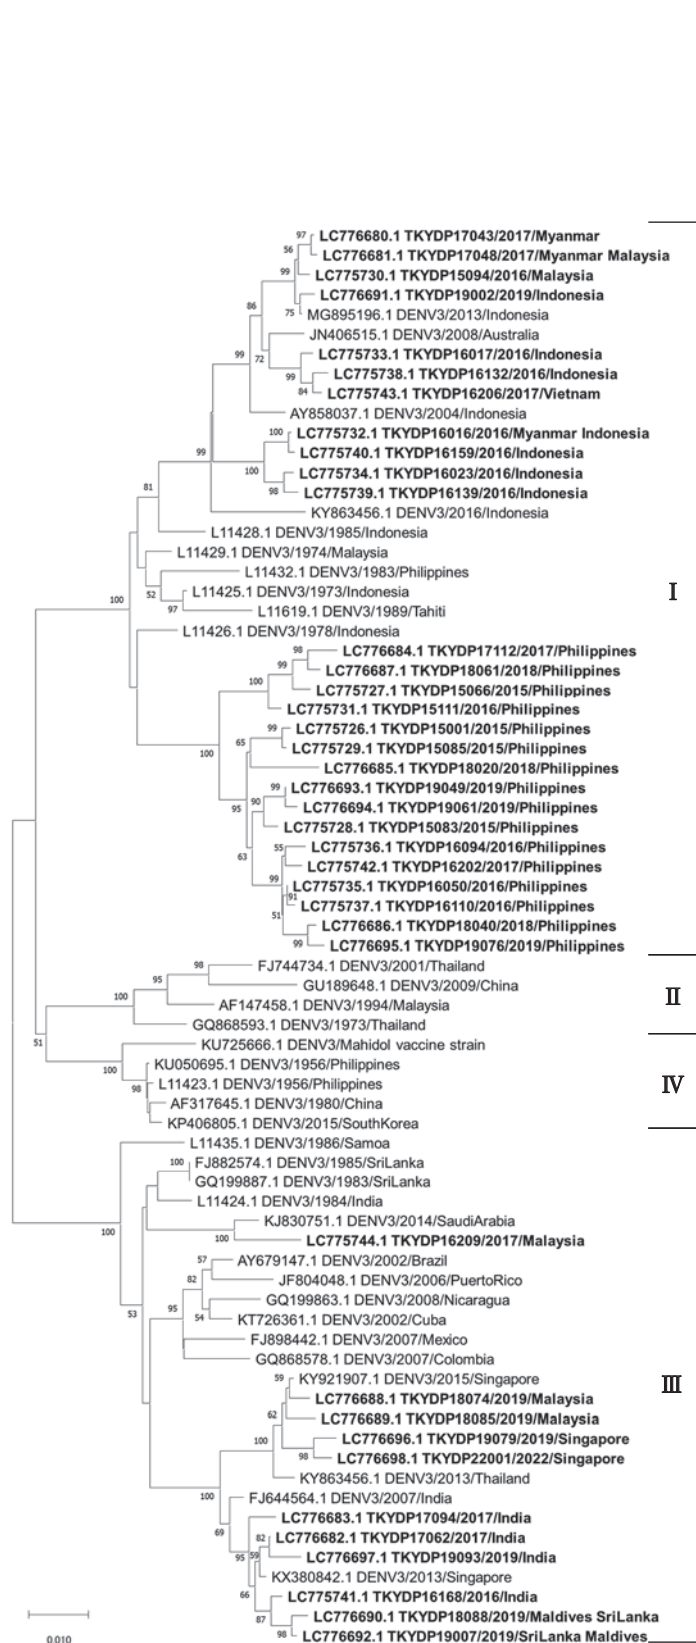 97
LC776680.1 TKYDP17043/2017/Myanmar
56
LC776681.1 TKYDP17048/2017/Myanmar Malaysia
99
LC775730.1 TKYDP15094/2016/Malaysia
LC776691.1 TKYDP19002/2019/Indonesia
75
MG895196.1 DENV3/2013/Indonesia
86
JN406515.1 DENV3/2008/Australia
99
72
LC775733.1 TKYDP16017/2016/Indonesia
99
LC775738.1 TKYDP16132/2016/Indonesia
84
LC775743.1 TKYDP16206/2017/Vietnam
AY858037.1 DENV3/2004/Indonesia
100
LC775732.1 TKYDP16016/2016/Myanmar Indonesia
99
LC775740.1 TKYDP16159/2016/Indonesia
100
LC775734.1 TKYDP16023/2016/Indonesia
81
98
LC775739.1 TKYDP16139/2016/Indonesia
KY863456.1 DENV3/2016/Indonesia
L11428.1 DENV3/1985/Indonesia
L11429.1 DENV3/1974/Malaysia
L11432.1 DENV3/1983/Philippines
52
L11425.1 DENV3/1973/Indonesia
I
100
97
L11619.1 DENV3/1989/Tahiti
L11426.1 DENV3/1978/Indonesia
98
LC776684.1 TKYDP17112/2017/Philippines
99
LC776687.1 TKYDP18061/2018/Philippines
100
LC775727.1 TKYDP15066/2015/Philippines
LC775731.1 TKYDP15111/2016/Philippines
99
LC775726.1 TKYDP15001/2015/Philippines
65
LC775729.1 TKYDP15085/2015/Philippines
100
LC776685.1 TKYDP18020/2018/Philippines
99
LC776693.1 TKYDP19049/2019/Philippines
95
90
LC776694.1 TKYDP19061/2019/Philippines
LC775728.1 TKYDP15083/2015/Philippines
55
LC775736.1 TKYDP16094/2016/Philippines
63
LC775742.1 TKYDP16202/2017/Philippines
99
LC775735.1 TKYDP16050/2016/Philippines
91
LC775737.1 TKYDP16110/2016/Philippines
51
LC776686.1 TKYDP18040/2018/Philippines
99
LC776695.1 TKYDP19076/2019/Philippines
98
FJ744734.1 DENV3/2001/Thailand
95
GU189648.1 DENV3/2009/China
II
100
AF147458.1 DENV3/1994/Malaysia
GQ868593.1 DENV3/1973/Thailand
51
KU725666.1 DENV3/Mahidol vaccine strain
100
KU050695.1 DENV3/1956/Philippines
98
L11423.1 DENV3/1956/Philippines
IV
AF317645.1 DENV3/1980/China
KP406805.1 DENV3/2015/SouthKorea
L11435.1 DENV3/1986/Samoa
100
FJ882574.1 DENV3/1985/SriLanka
GQ199887.1 DENV3/1983/SriLanka
L11424.1 DENV3/1984/India
100
KJ830751.1 DENV3/2014/SaudiArabia
100
LC775744.1 TKYDP16209/2017/Malaysia
57
AY679147.1 DENV3/2002/Brazil
82
JF804048.1 DENV3/2006/PuertoRico
GQ199863.1 DENV3/2008/Nicaragua
53
95
54
KT726361.1 DENV3/2002/Cuba
FJ898442.1 DENV3/2007/Mexico
GQ868578.1 DENV3/2007/Colombia
59
KY921907.1 DENV3/2015/Singapore
III
LC776688.1 TKYDP18074/2019/Malaysia
62
LC776689.1 TKYDP18085/2019/Malaysia
100
LC776696.1 TKYDP19079/2019/Singapore
98
LC776698.1 TKYDP22001/2022/Singapore
KY863456.1 DENV3/2013/Thailand
100
FJ644564.1 DENV3/2007/India
LC776683.1 TKYDP17094/2017/India
69
82
LC776682.1 TKYDP17062/2017/India
95
59
LC776697.1 TKYDP19093/2019/India
KX380842.1 DENV3/2013/Singapore
66
LC775741.1 TKYDP16168/2016/India
87
LC776690.1 TKYDP18088/2019/Maldives SriLanka
98
LC776692.1 TKYDP19007/2019/SriLanka Maldives
0.010